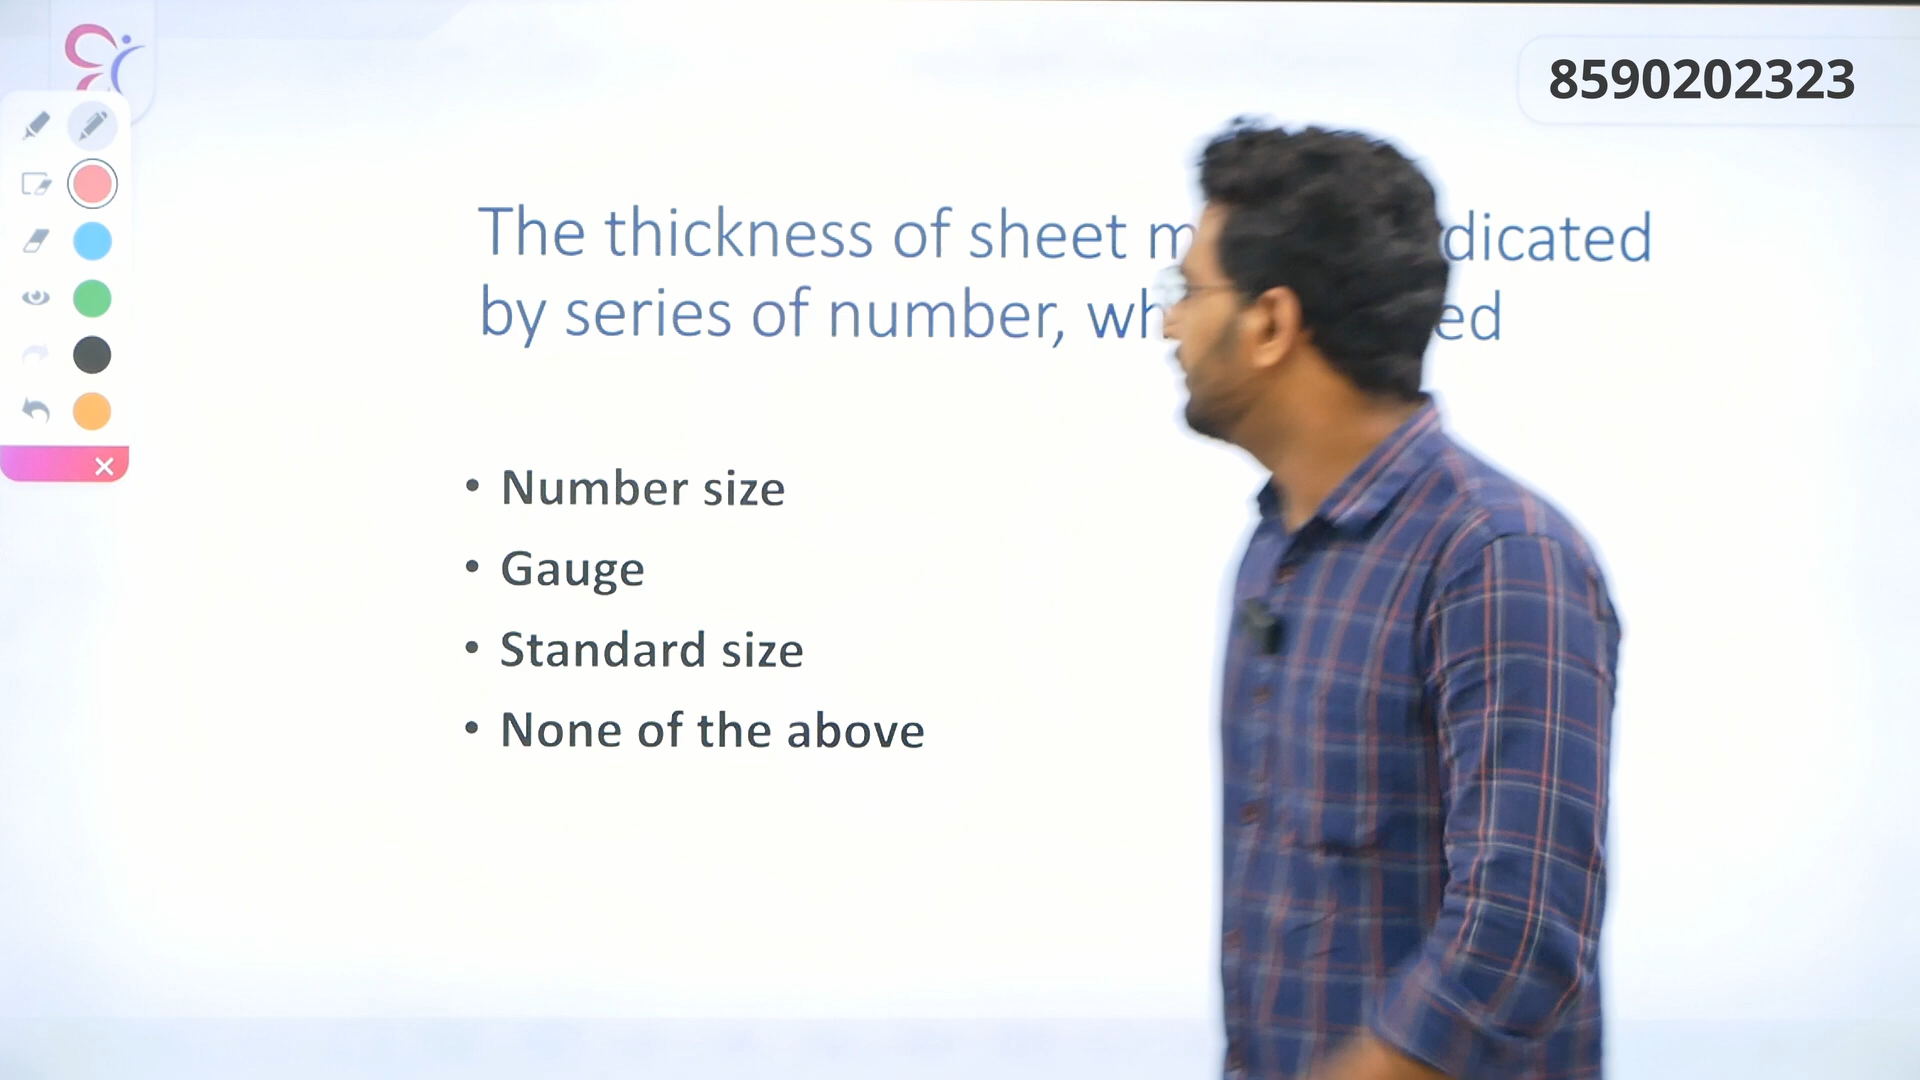 8590202323
The thickness of sheet dicated
by series of number, ed
• Number size
• Gauge
• Standard size
• None of the above